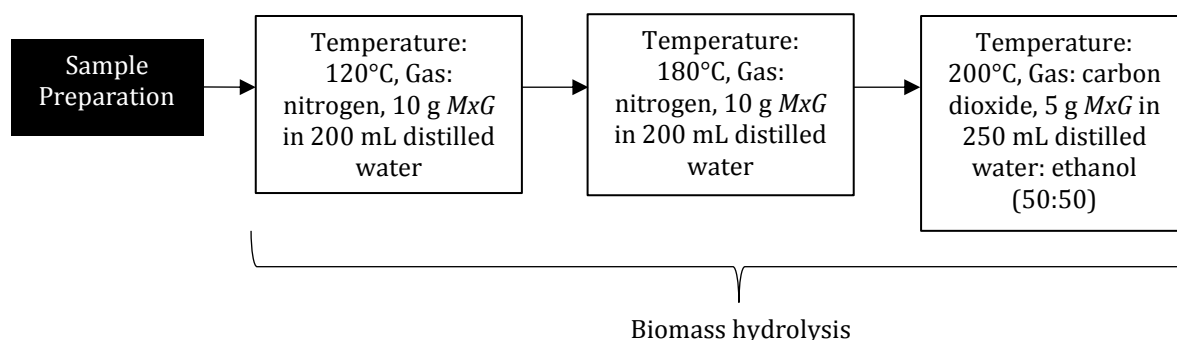 Sample
Preparation
Temperature:
120°C, Gas:
nitrogen, 10 g MxG
in 200 mL distilled
water
Temperature:
180°C, Gas:
nitrogen, 10 g MxG
in 200 mL distilled
water
Temperature:
200°C, Gas: carbon
dioxide, 5 g MxG in
250 mL distilled
water: ethanol
(50:50)
Biomass hydrolysis